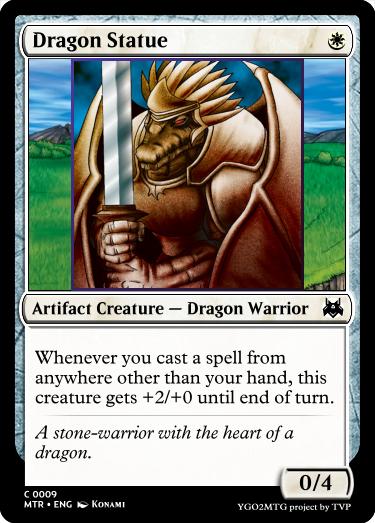 Dragon Statue
Artifact Creature — Dragon Warrior
Whenever you cast a spell from
anywhere other than your hand, this
creature gets +2/+0 until end of turn.
A stone-warrior with the heart of a
dragon.
0/4
C 0009
MTR • ENG KONAMI
YGO2MTG project by TVP